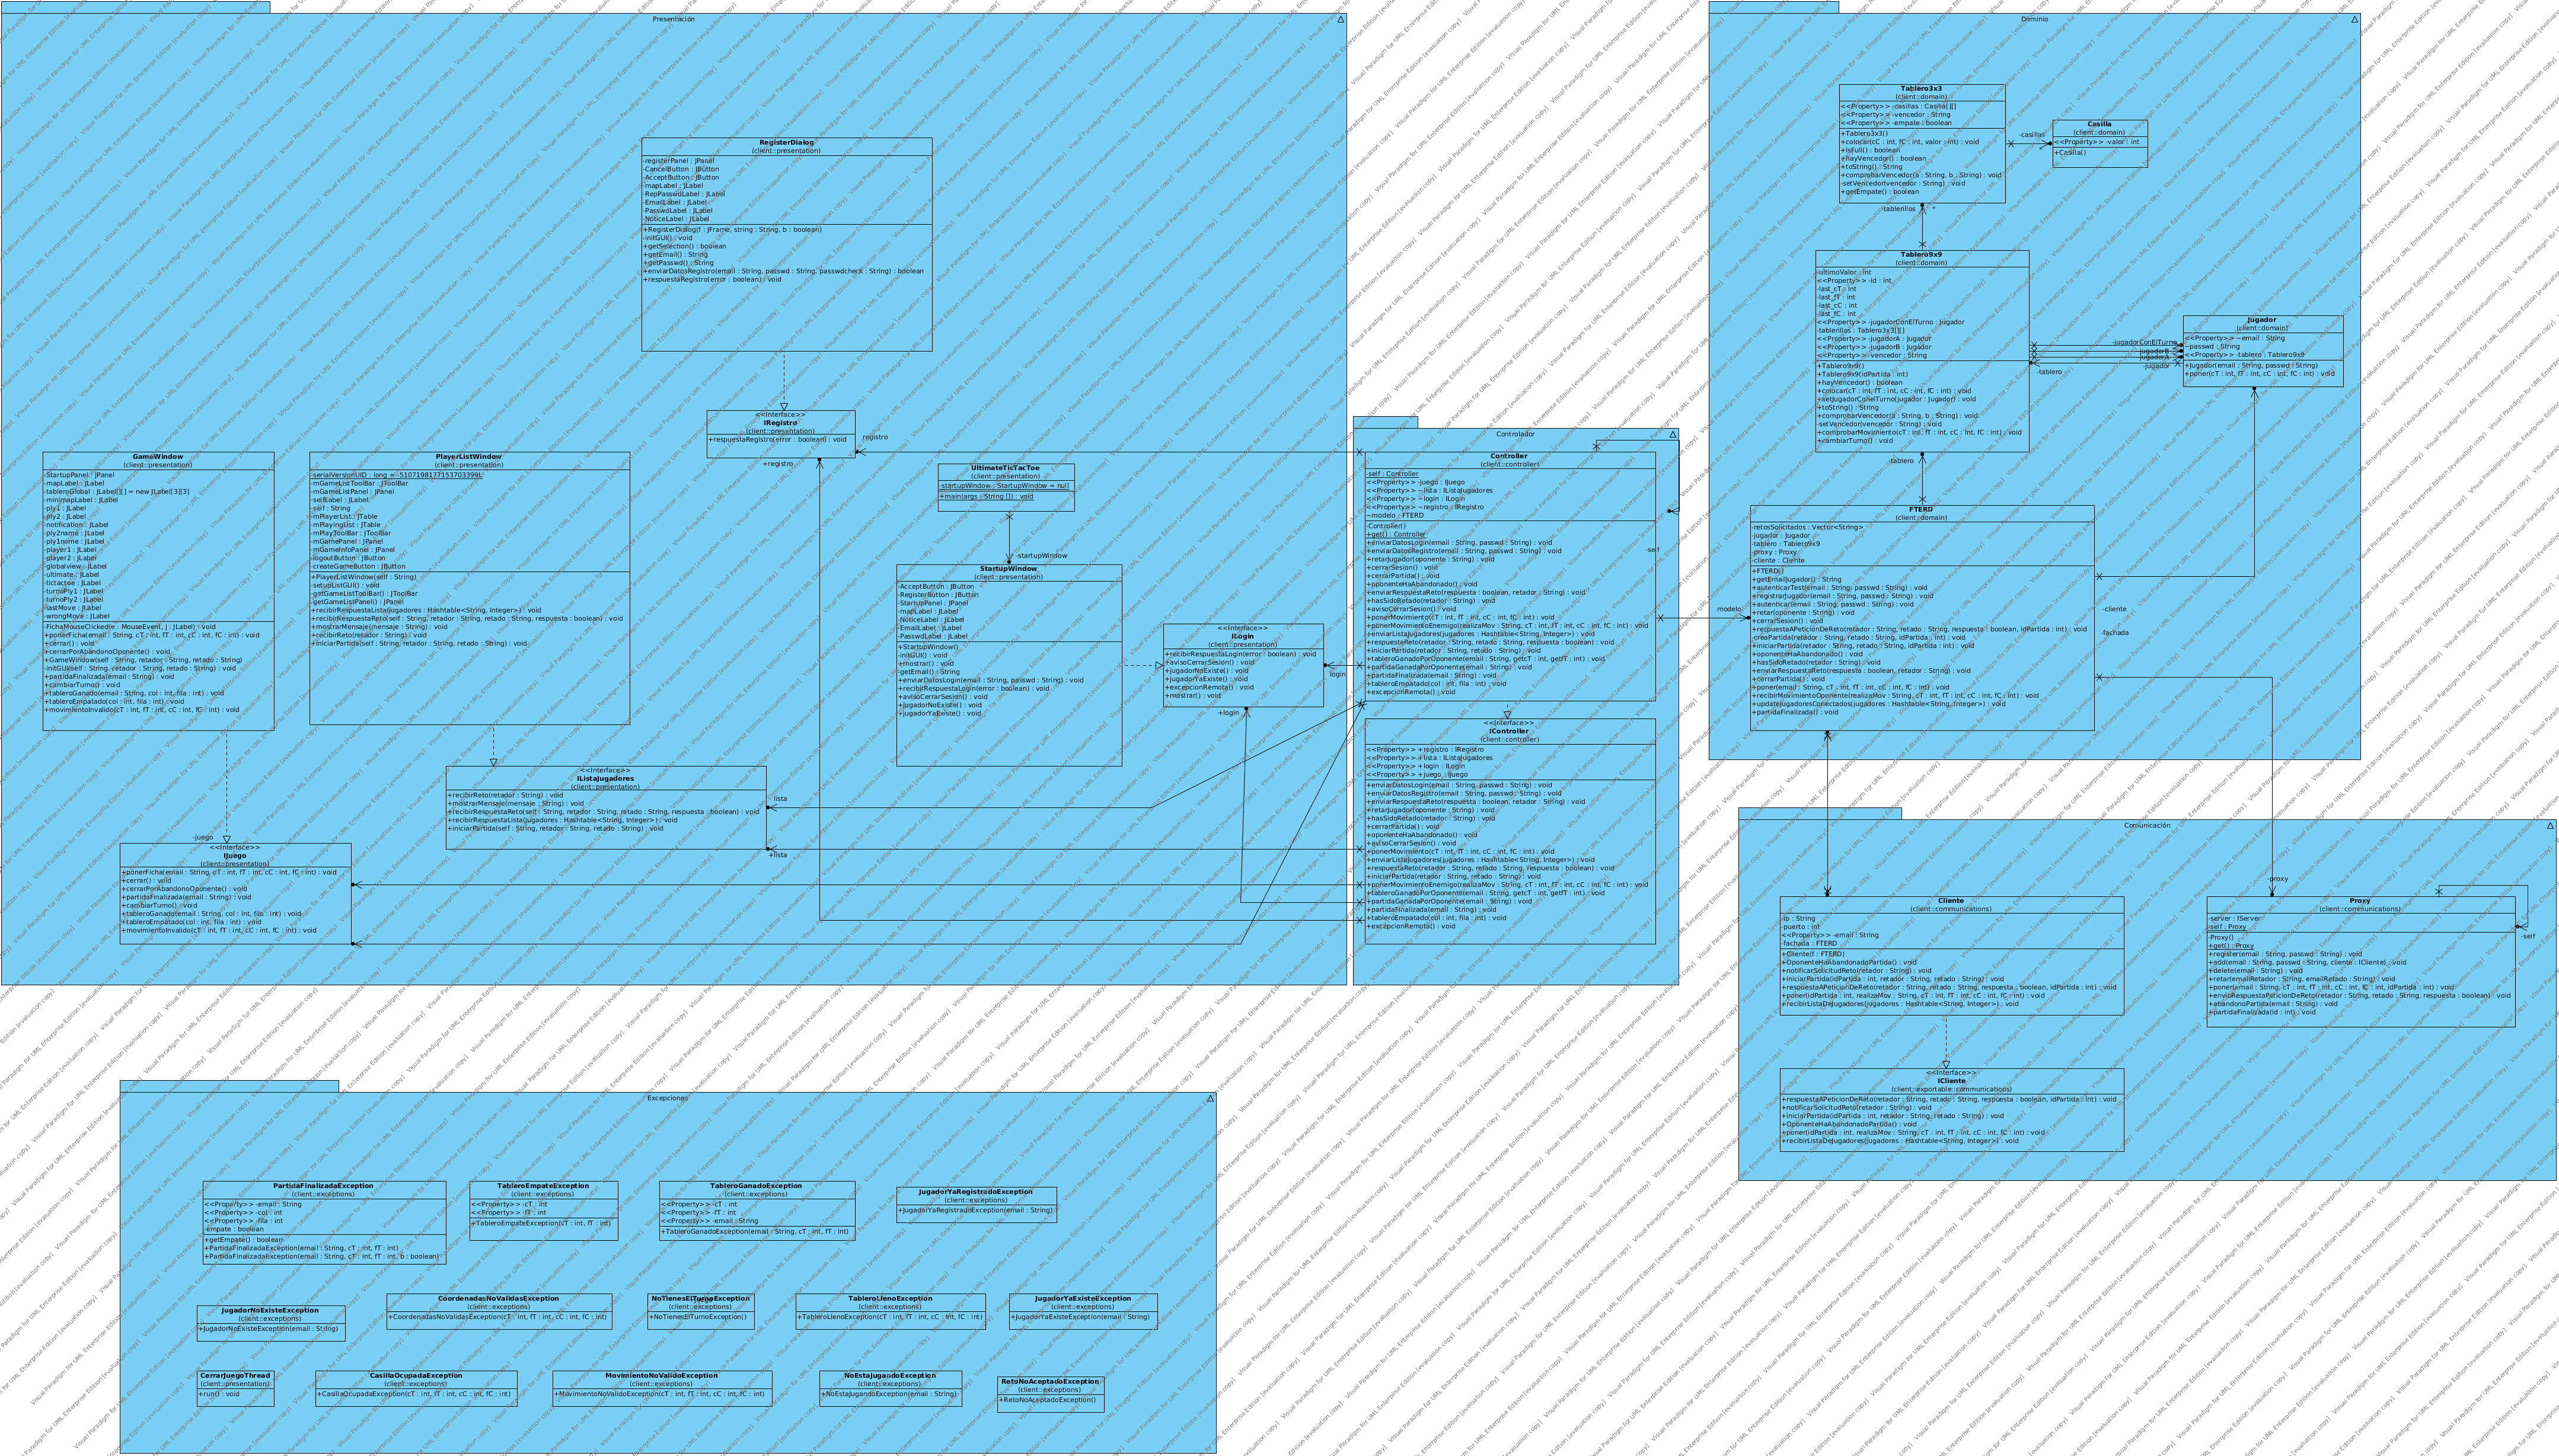 Presentación
RegisterDialog
(client::presentation)
-registerPanel : JPanel
-CancelButton : JButton
-AcceptButton : JButton
-mapLabel : JLabel
-RepPasswdLabel : JLabel
-EmailLabel : JLabel
-PasswdLabel : JLabel
-NoticeLabel : JLabel
+RegisterDialog(f : JFrame, string : String, b : boolean)
-initGUI() : void
+getSelection() : boolean
+getEmail() : String
+getPasswd() : String
+enviarDatosRegistro(email : String, passwd : String, passwdcheck : String) : boolean
+respuestaRegistro(error : boolean) : void
<<Interface>>
IRegistro
(client::presentation)
+respuestaRegistro(error : boolean) : void
registro
+registro
GameWindow
(client::presentation)
-StartupPanel : JPanel
-mapLabel : JLabel
-tableroGlobal : JLabel[][] = new JLabel[3][3]
-minimapLabel : JLabel
-ply1 : JLabel
-ply2 : JLabel
-notification : JLabel
-ply2name : JLabel
-ply1name : JLabel
-player1 : JLabel
-player2 : JLabel
-globalview : JLabel
-ultimate : JLabel
-tictactoe : JLabel
-turnoPly1 : JLabel
-turnoPly2 : JLabel
-lastMove : JLabel
-wrongMove : JLabel
-FichaMouseClicked(e : MouseEvent, j : JLabel) : void
+ponerFicha(email : String, cT : int, fT : int, cC : int, fC : int) : void
+cerrar() : void
+cerrarPorAbandonoOponente() : void
+GameWindow(self : String, retador : String, retado : String)
-initGUI(self : String, retador : String, retado : String) : void
+partidaFinalizada(email : String) : void
+cambiarTurno() : void
+tableroGanado(email : String, col : int, fila : int) : void
+tableroEmpatado(col : int, fila : int) : void
+movimientoInvalido(cT : int, fT : int, cC : int, fC : int) : void
PlayerListWindow
(client::presentation)
-serialVersionUID : long = -5107198177153703399L
-mGameListToolBar : JToolBar
-mGameListPanel : JPanel
-selfLabel : JLabel
-self : String
-mPlayerList : JTable
-mPlayingList : JTable
-mPlayToolBar : JToolBar
-mGamePanel : JPanel
-mGameInfoPanel : JPanel
-logoutButton : JButton
-createGameButton : JButton
+PlayerListWindow(self : String)
-setupListGUI() : void
-getGameListToolBar() : JToolBar
-getGameListPanel() : JPanel
+recibirRespuestaLista(jugadores : Hashtable<String, Integer>) : void
+recibirRespuestaReto(self : String, retador : String, retado : String, respuesta : boolean) : void
+mostrarMensaje(mensaje : String) : void
+recibirReto(retador : String) : void
+iniciarPartida(self : String, retador : String, retado : String) : void
UltimateTicTacToe
(client::presentation)
-startupWindow : StartupWindow = null
+main(args : String []) : void
-startupWindow
StartupWindow
(client::presentation)
-AcceptButton : JButton
-RegisterButton : JButton
-StartupPanel : JPanel
-mapLabel : JLabel
-NoticeLabel : JLabel
-EmailLabel : JLabel
-PasswdLabel : JLabel
+StartupWindow()
-initGUI() : void
+mostrar() : void
-getEmail() : String
+enviarDatosLogin(email : String, passwd : String) : void
+recibirRespuestaLogin(error : boolean) : void
+avisoCerrarSesion() : void
+jugadorNoExiste() : void
+jugadorYaExiste() : void
<<Interface>>
ILogin
(client::presentation)
+recibirRespuestaLogin(error : boolean) : void
+avisoCerrarSesion() : void
+jugadorNoExiste() : void
+jugadorYaExiste() : void
+excepcionRemota() : void
+mostrar() : void
login
+login
<<Interface>>
IListaJugadores
(client::presentation)
+recibirReto(retador : String) : void
+mostrarMensaje(mensaje : String) : void
+recibirRespuestaReto(self : String, retador : String, retado : String, respuesta : boolean) : void
+recibirRespuestaLista(jugadores : Hashtable<String, Integer>) : void
+iniciarPartida(self : String, retador : String, retado : String) : void
lista
+lista
-juego
<<Interface>>
IJuego
(client::presentation)
+ponerFicha(email : String, cT : int, fT : int, cC : int, fC : int) : void
+cerrar() : void
+cerrarPorAbandonoOponente() : void
+partidaFinalizada(email : String) : void
+cambiarTurno() : void
+tableroGanado(email : String, col : int, fila : int) : void
+tableroEmpatado(col : int, fila : int) : void
+movimientoInvalido(cT : int, fT : int, cC : int, fC : int) : void
Controlador
Controller
(client::controller)
-self : Controller
<<Property>> -juego : IJuego
<<Property>> ~lista : IListaJugadores
<<Property>> ~login : ILogin
<<Property>> ~registro : IRegistro
~modelo : FTERD
-Controller()
+get() : Controller
+enviarDatosLogin(email : String, passwd : String) : void
+enviarDatosRegistro(email : String, passwd : String) : void
+retarJugador(oponente : String) : void
+cerrarSesion() : void
+cerrarPartida() : void
+oponenteHaAbandonado() : void
+enviarRespuestaReto(respuesta : boolean, retador : String) : void
+hasSidoRetado(retador : String) : void
+avisoCerrarSesion() : void
+ponerMovimiento(cT : int, fT : int, cC : int, fC : int) : void
+ponerMovimientoEnemigo(realizaMov : String, cT : int, fT : int, cC : int, fC : int) : void
+enviarListaJugadores(jugadores : Hashtable<String, Integer>) : void
+respuestaReto(retador : String, retado : String, respuesta : boolean) : void
+iniciarPartida(retador : String, retado : String) : void
+tableroGanadoPorOponente(email : String, getcT : int, getfT : int) : void
+partidaGanadaPorOponente(email : String) : void
+partidaFinalizada(email : String) : void
+tableroEmpatado(col : int, fila : int) : void
+excepcionRemota() : void
-self
modelo
<<Interface>>
IController
(client::controller)
<<Property>> +registro : IRegistro
<<Property>> +lista : IListaJugadores
<<Property>> +login : ILogin
<<Property>> +juego : IJuego
+enviarDatosLogin(email : String, passwd : String) : void
+enviarDatosRegistro(email : String, passwd : String) : void
+enviarRespuestaReto(respuesta : boolean, retador : String) : void
+retarJugador(oponente : String) : void
+hasSidoRetado(retador : String) : void
+cerrarPartida() : void
+oponenteHaAbandonado() : void
+avisoCerrarSesion() : void
+ponerMovimiento(cT : int, fT : int, cC : int, fC : int) : void
+enviarListaJugadores(jugadores : Hashtable<String, Integer>) : void
+respuestaReto(retador : String, retado : String, respuesta : boolean) : void
+iniciarPartida(retador : String, retado : String) : void
+ponerMovimientoEnemigo(realizaMov : String, cT : int, fT : int, cC : int, fC : int) : void
+tableroGanadoPorOponente(email : String, getcT : int, getfT : int) : void
+partidaGanadaPorOponente(email : String) : void
+partidaFinalizada(email : String) : void
+tableroEmpatado(col : int, fila : int) : void
+excepcionRemota() : void
Dominio
Tablero3x3
(client::domain)
<<Property>> -casillas : Casilla[][]
<<Property>> -vencedor : String
<<Property>> -empate : boolean
+Tablero3x3()
+colocar(cC : int, fC : int, valor : int) : void
+isFull() : boolean
+hayVencedor() : boolean
+toString() : String
+comprobarVencedor(a : String, b : String) : void
-setVencedor(vencedor : String) : void
+getEmpate() : boolean
-casillas
Casilla
(client::domain)
<<Property>> -valor : int
+Casilla()
-tablerillos
*
Tablero9x9
(client::domain)
-ultimoValor : int
<<Property>> -id : int
-last_cT : int
-last_fT : int
-last_cC : int
-last_fC : int
<<Property>> -jugadorConElTurno : Jugador
-tablerillos : Tablero3x3[][]
<<Property>> -jugadorA : Jugador
<<Property>> -jugadorB : Jugador
<<Property>> -vencedor : String
+Tablero9x9()
+Tablero9x9(idPartida : int)
+hayVencedor() : boolean
+colocar(cT : int, fT : int, cC : int, fC : int) : void
+setJugadorConelTurno(jugador : Jugador) : void
+toString() : String
+comprobarVencedor(a : String, b : String) : void
-setVencedor(vencedor : String) : void
+comprobarMovimiento(cT : int, fT : int, cC : int, fC : int) : void
+cambiarTurno() : void
-jugadorConElTurno
-jugadorB
-jugadorA
-tablero
-jugador
Jugador
(client::domain)
<<Property>> ~email : String
~passwd : String
<<Property>> -tablero : Tablero9x9
+Jugador(email : String, passwd : String)
+poner(cT : int, fT : int, cC : int, fC : int) : void
-tablero
FTERD
(client::domain)
-retosSolicitados : Vector<String>
-jugador : Jugador
-tablero : Tablero9x9
-proxy : Proxy
-cliente : Cliente
+FTERD()
+getEmailJugador() : String
+autenticarTest(email : String, passwd : String) : void
+registrarJugador(email : String, passwd : String) : void
+autenticar(email : String, passwd : String) : void
+retar(oponente : String) : void
+cerrarSesion() : void
+respuestaAPeticionDeReto(retador : String, retado : String, respuesta : boolean, idPartida : int) : void
-creaPartida(retador : String, retado : String, idPartida : int) : void
+iniciarPartida(retador : String, retado : String, idPartida : int) : void
+oponenteHaAbandonado() : void
+hasSidoRetado(retador : String) : void
+enviarRespuestaReto(respuesta : boolean, retador : String) : void
+cerrarPartida() : void
+poner(email : String, cT : int, fT : int, cC : int, fC : int) : void
+recibirMovimientoOponente(realizaMov : String, cT : int, fT : int, cC : int, fC : int) : void
+updateJugadoresConectados(jugadores : Hashtable<String, Integer>) : void
+partidaFinalizada() : void
-cliente
-fachada
Comunicación
-proxy
Cliente
(client::communications)
-ip : String
-puerto : int
<<Property>> -email : String
-fachada : FTERD
+Cliente(f : FTERD)
+OponenteHaAbandonadoPartida() : void
+notificarSolicitudReto(retador : String) : void
+iniciarPartida(idPartida : int, retador : String, retado : String) : void
+respuestaAPeticionDeReto(retador : String, retado : String, respuesta : boolean, idPartida : int) : void
+poner(idPartida : int, realizaMov : String, cT : int, fT : int, cC : int, fC : int) : void
+recibirListaDeJugadores(jugadores : Hashtable<String, Integer>) : void
Proxy
(client::communications)
-server : IServer
-self : Proxy
-Proxy()
+get() : Proxy
+register(email : String, passwd : String) : void
+add(email : String, passwd : String, cliente : ICliente) : void
+delete(email : String) : void
+retar(emailRetador : String, emailRetado : String) : void
+poner(email : String, cT : int, fT : int, cC : int, fC : int, idPartida : int) : void
+envioRespuestaPeticionDeReto(retador : String, retado : String, respuesta : boolean) : void
+abandonoPartida(email : String) : void
+partidaFinalizada(id : int) : void
-self
<<Interface>>
ICliente
(client::exportable::communications)
+respuestaAPeticionDeReto(retador : String, retado : String, respuesta : boolean, idPartida : int) : void
+notificarSolicitudReto(retador : String) : void
+iniciarPartida(idPartida : int, retador : String, retado : String) : void
+OponenteHaAbandonadoPartida() : void
+poner(idPartida : int, realizaMov : String, cT : int, fT : int, cC : int, fC : int) : void
+recibirListaDeJugadores(jugadores : Hashtable<String, Integer>) : void
Excepciones
PartidaFinalizadaException
(client::exceptions)
<<Property>> -email : String
<<Property>> -col : int
<<Property>> -fila : int
-empate : boolean
+getEmpate() : boolean
+PartidaFinalizadaException(email : String, cT : int, fT : int)
+PartidaFinalizadaException(email : String, cT : int, fT : int, b : boolean)
TableroEmpateException
(client::exceptions)
<<Property>> -cT : int
<<Property>> -fT : int
+TableroEmpateException(cT : int, fT : int)
TableroGanadoException
(client::exceptions)
<<Property>> -cT : int
<<Property>> -fT : int
<<Property>> -email : String
+TableroGanadoException(email : String, cT : int, fT : int)
JugadorYaRegistradoException
(client::exceptions)
+JugadorYaRegistradoException(email : String)
JugadorNoExisteException
(client::exceptions)
+JugadorNoExisteException(email : String)
CoordenadasNoValidasException
(client::exceptions)
+CoordenadasNoValidasException(cT : int, fT : int, cC : int, fC : int)
NoTienesElTurnoException
(client::exceptions)
+NoTienesElTurnoException()
TableroLlenoException
(client::exceptions)
+TableroLlenoException(cT : int, fT : int, cC : int, fC : int)
JugadorYaExisteException
(client::exceptions)
+JugadorYaExisteException(email : String)
CerrarJuegoThread
(client::presentation)
+run() : void
CasillaOcupadaException
(client::exceptions)
+CasillaOcupadaException(cT : int, fT : int, cC : int, fC : int)
MovimientoNoValidoException
(client::exceptions)
+MovimientoNoValidoException(cT : int, fT : int, cC : int, fC : int)
NoEstaJugandoException
(client::exceptions)
+NoEstaJugandoException(email : String)
RetoNoAceptadoException
(client::exceptions)
+RetoNoAceptadoException()
Visual Paradigm for UML Enterprise Edition [evaluation copy]